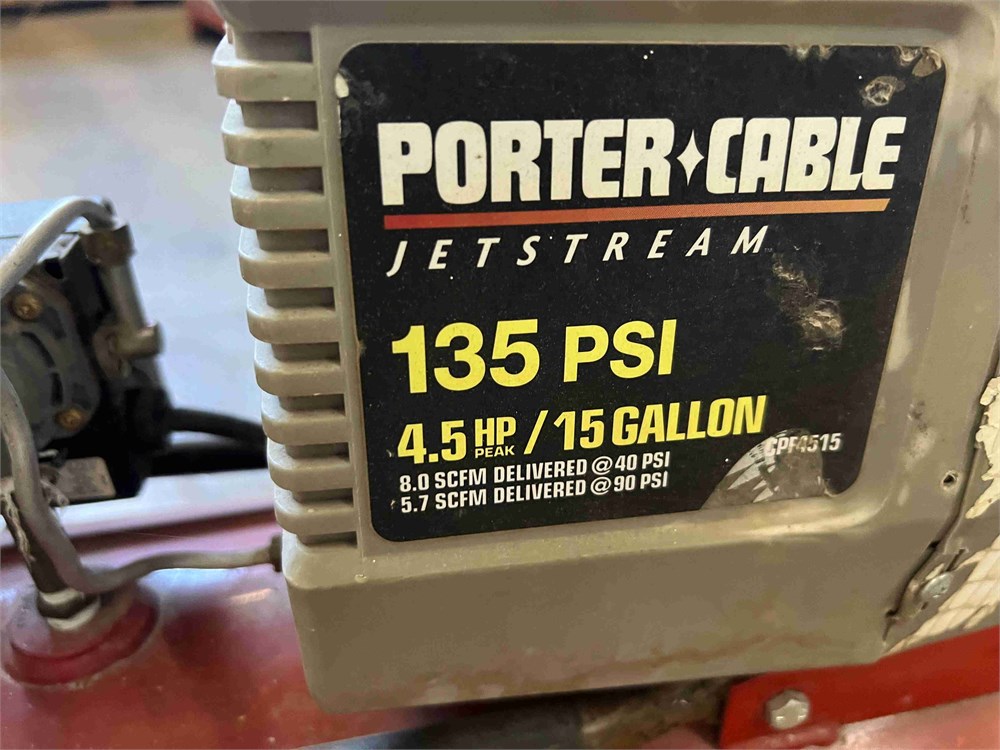 PORTER✦CABLE
JETSTREAM
135 PSI
4.5 HP PEAK / 15 GALLON
8.0 SCFM DELIVERED @ 40 PSI
5.7 SCFM DELIVERED @ 90 PSI
CPF4515